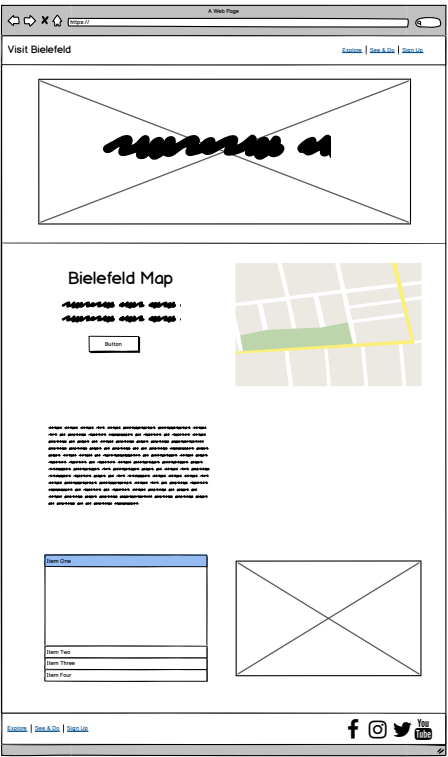 A Web Page
https://
Visit Bielefeld
Explore | See & Do | Sign Up
Bielefeld Map
Button
Item One
Item Two
Item Three
Item Four
Explore | See & Do | Sign Up
You
Tube